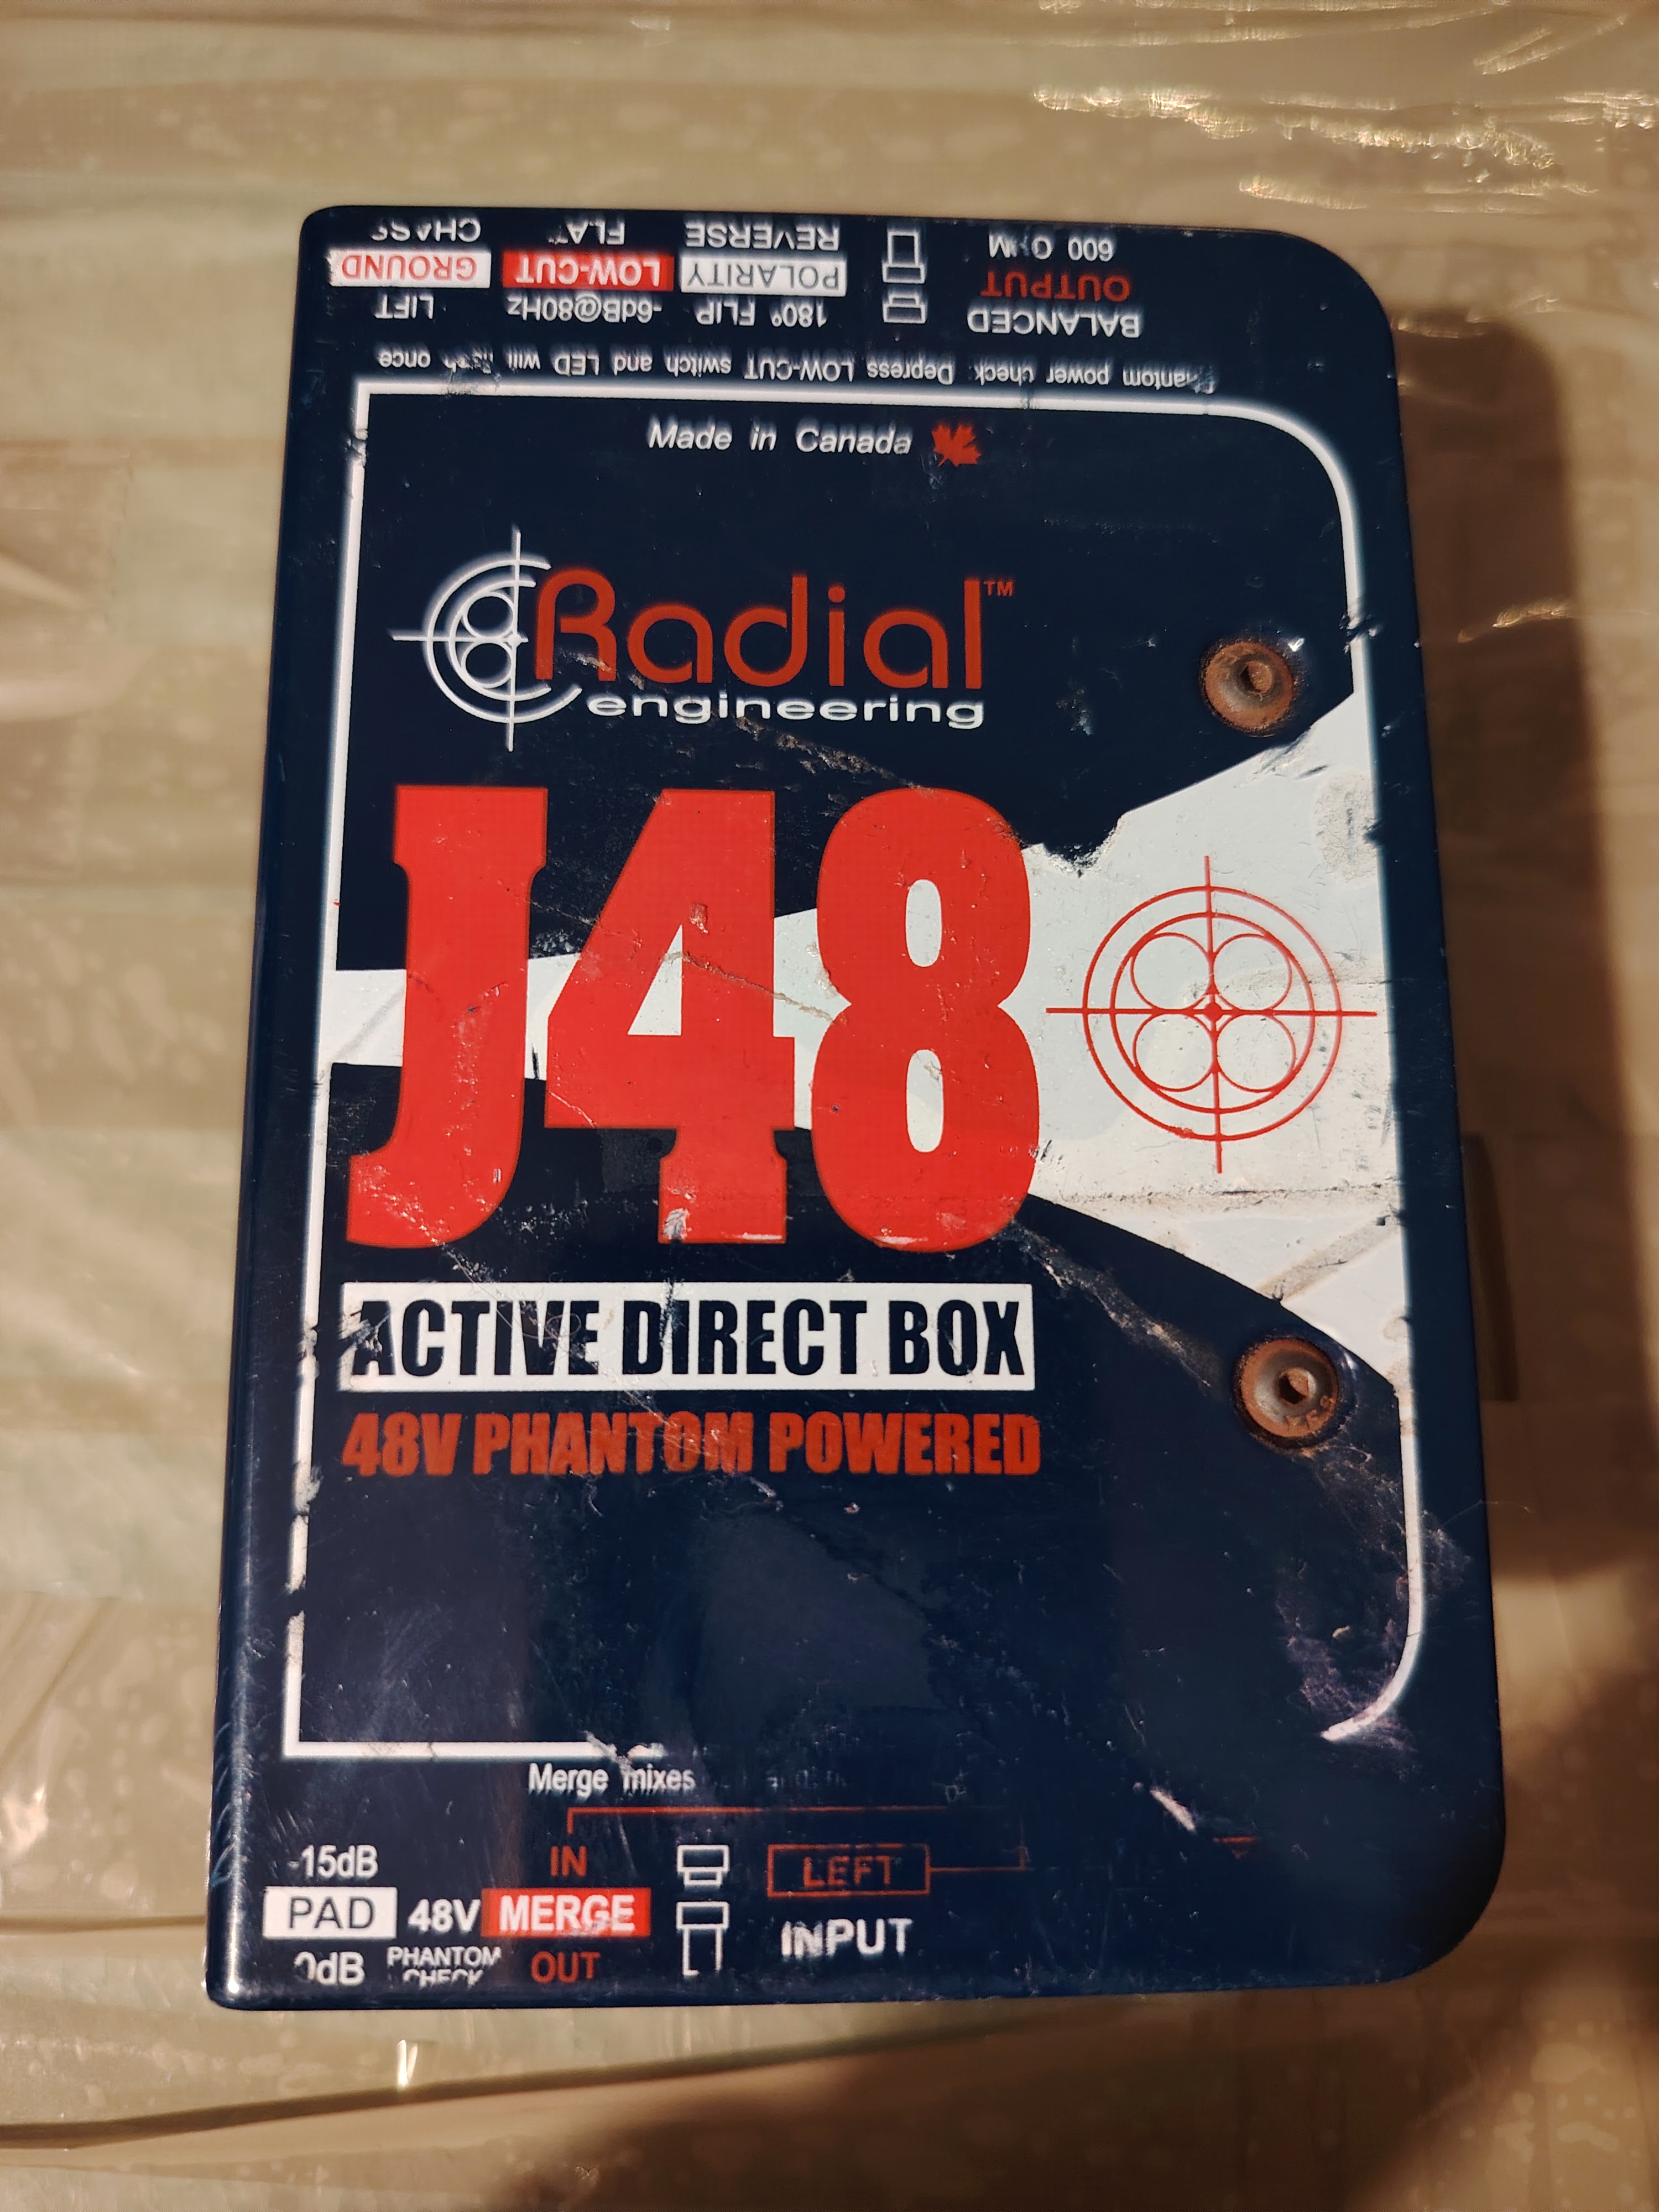 CHASS
FLAT
REVERSE
600 OHM
GROUND
LOW-CUT
POLARITY
OUTPUT
LIFT
-6dB@80Hz
180° FLIP
BALANCED
Phantom power check: Depress LOW-CUT switch and LED will flash once
Made in Canada
Radial™
engineering
J48
ACTIVE DIRECT BOX
48V PHANTOM POWERED
Merge mixes
-15dB
IN
LEFT
PAD
48V
MERGE
INPUT
0dB
PHANTOM
CHECK
OUT